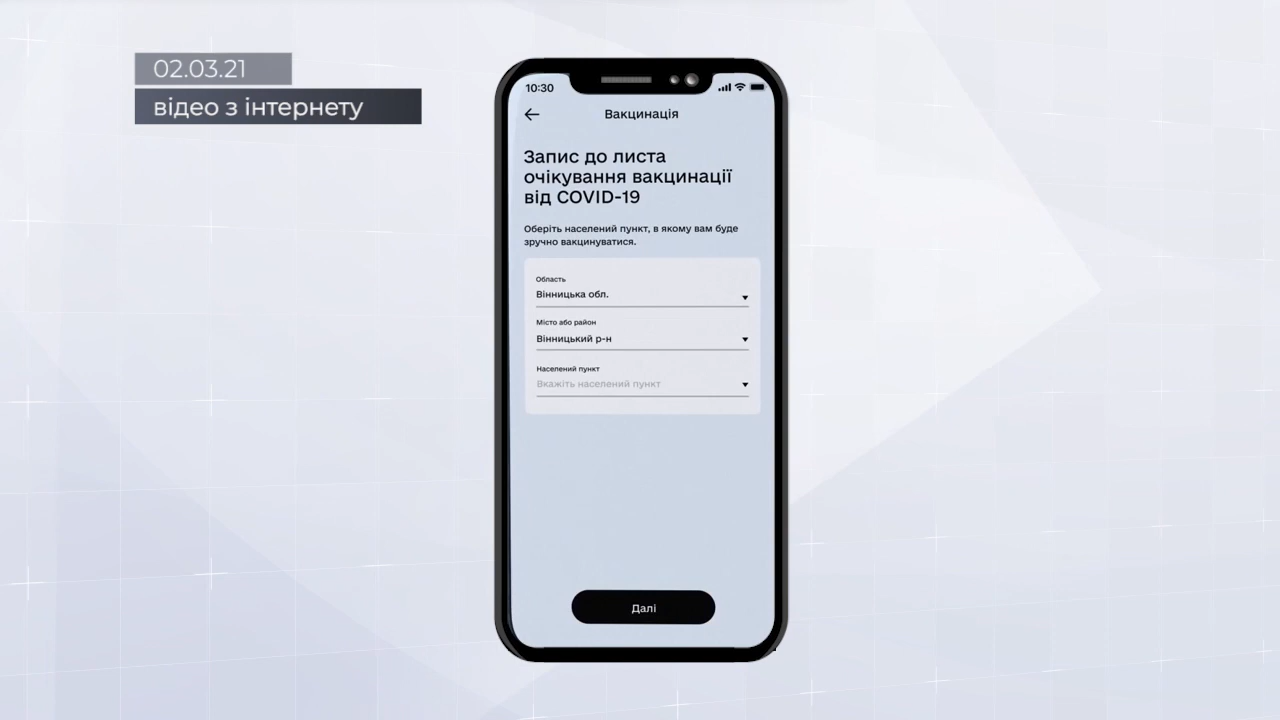 02.03.21
відео з інтернету
10:30
Вакцинація
Запис до листа
очікування вакцинації
від COVID-19
Оберіть населений пункт, в якому вам буде
зручно вакцинуватися.
Область
Вінницька обл.
Місто або район
Вінницький р-н
Населений пункт
Вкажіть населений пункт
Далі